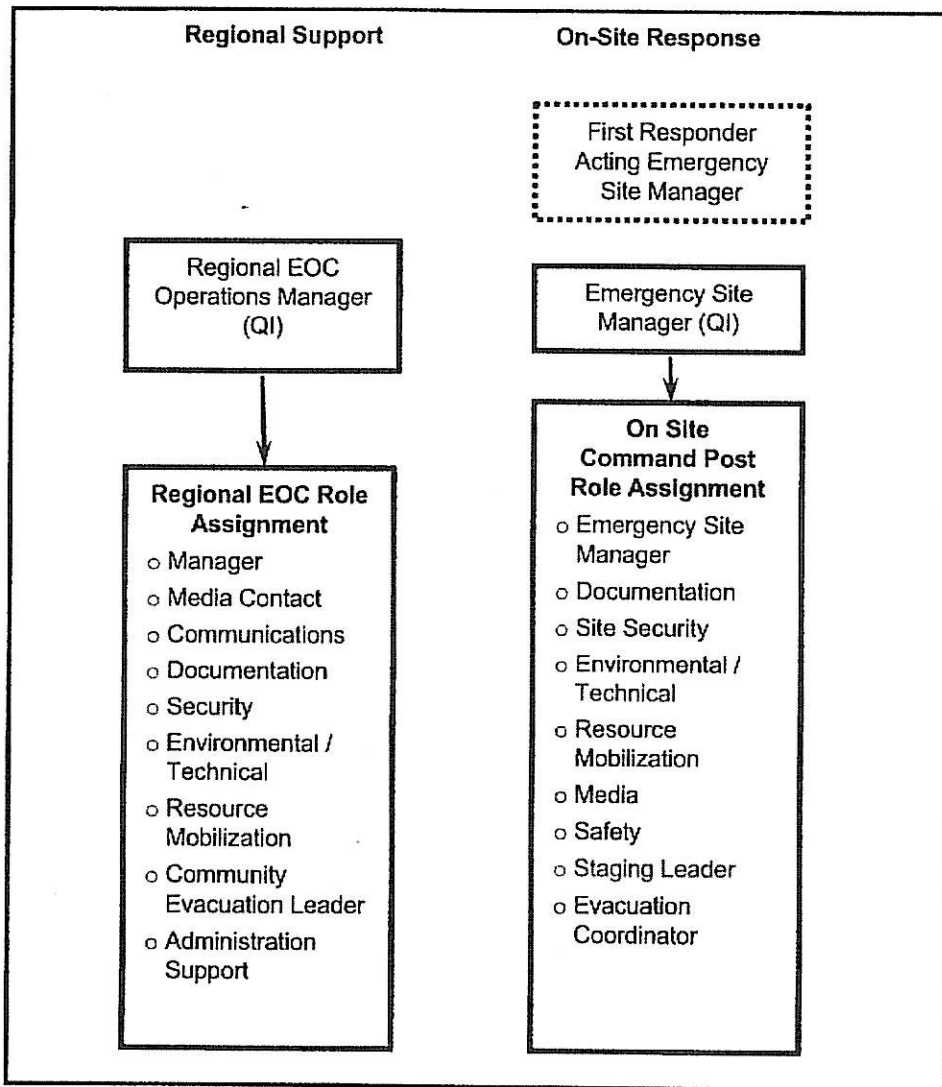 Regional Support
On-Site Response
First Responder
Acting Emergency
Site Manager
Regional EOC
Operations Manager
(QI)
Emergency Site
Manager (QI)
Regional EOC Role
Assignment
o Manager
o Media Contact
o Communications
o Documentation
o Security
o Environmental /
Technical
o Resource
Mobilization
o Community
Evacuation Leader
o Administration
Support
On Site
Command Post
Role Assignment
o Emergency Site
Manager
o Documentation
o Site Security
o Environmental /
Technical
o Resource
Mobilization
o Media
o Safety
o Staging Leader
o Evacuation
Coordinator